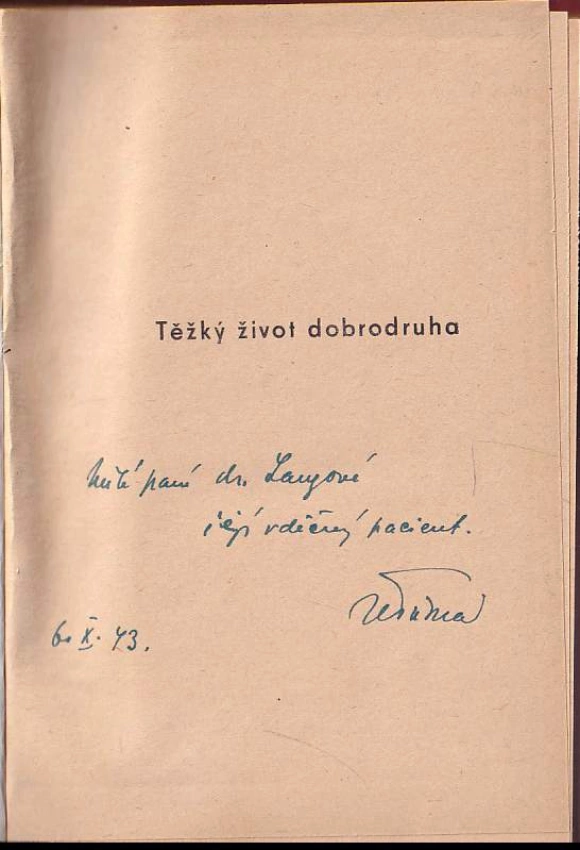 Těžký život dobrodruha
Milé paní dr. Langové
její vděčný pacient.
6. X. 43.